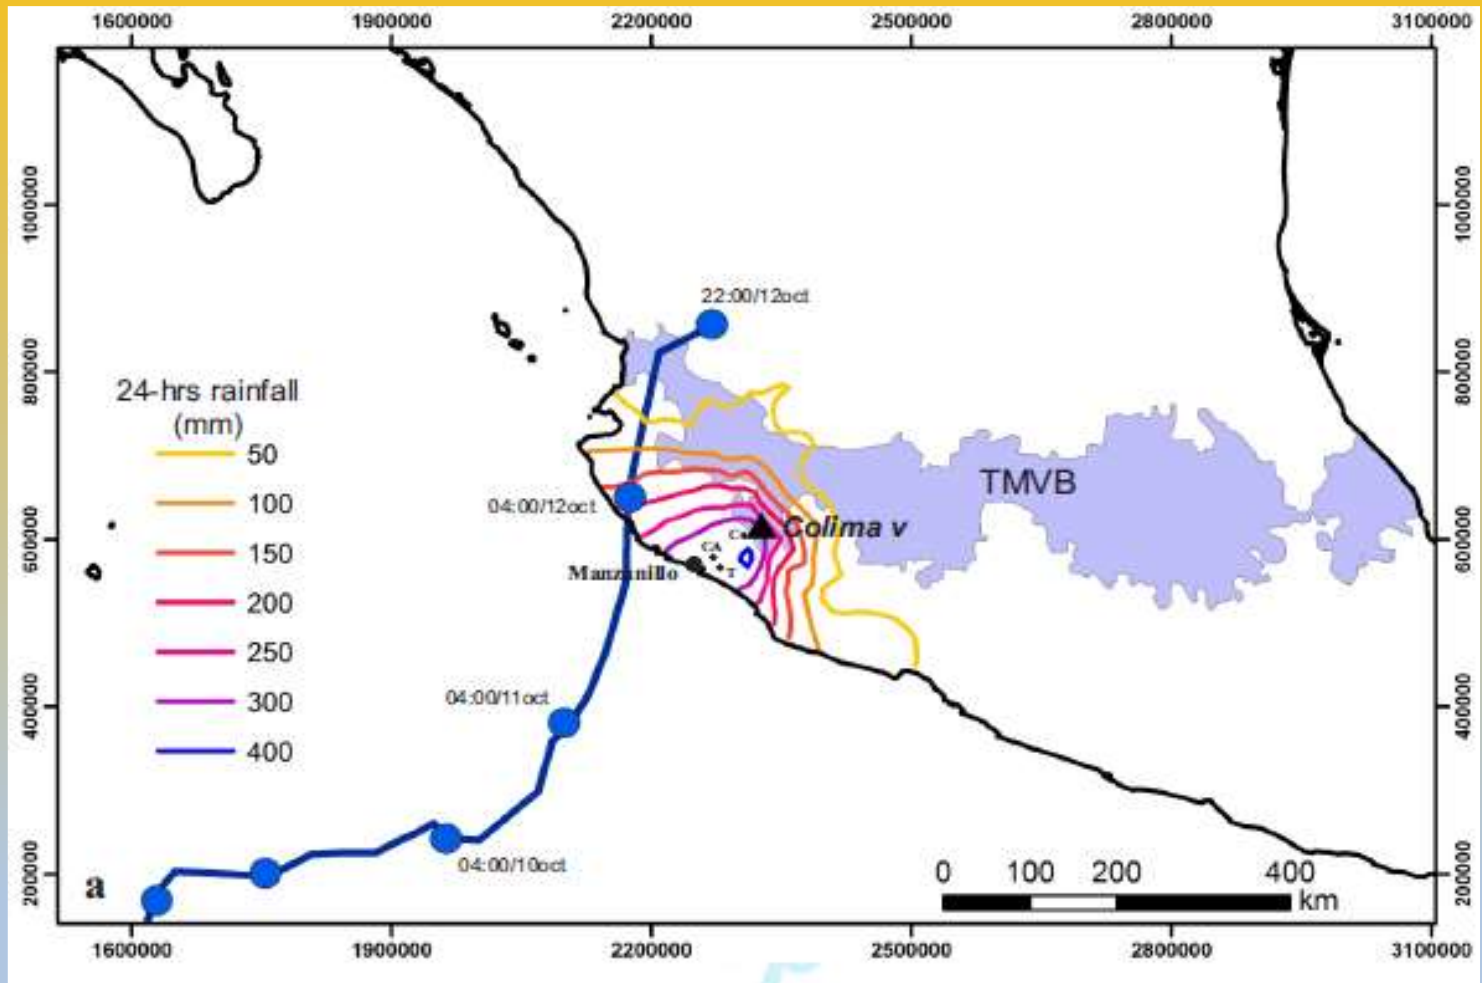 1600000 1900000 2200000 2500000 2800000 3100000
1000000 1000000
22:00/12oct
800000 800000
24-hrs rainfall
(mm)
50
TMVB
100
04:00/12oct
Colima v
600000 600000
150
CA
Manzanillo
T
200
250
04:00/11oct
300
400000 400000
400
04:00/10oct
0 100 200 400
km
a
200000 200000
1600000 1900000 2200000 2500000 2800000 3100000